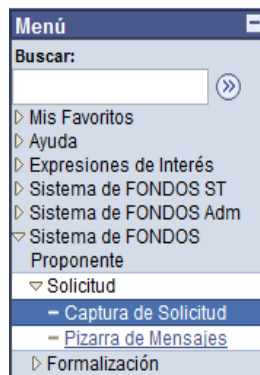 Menú
Buscar:
Mis Favoritos
Ayuda
Expresiones de Interés
Sistema de FONDOS ST
Sistema de FONDOS Adm
Sistema de FONDOS
Proponente
Solicitud
– Captura de Solicitud
– Pizarra de Mensajes
Formalización